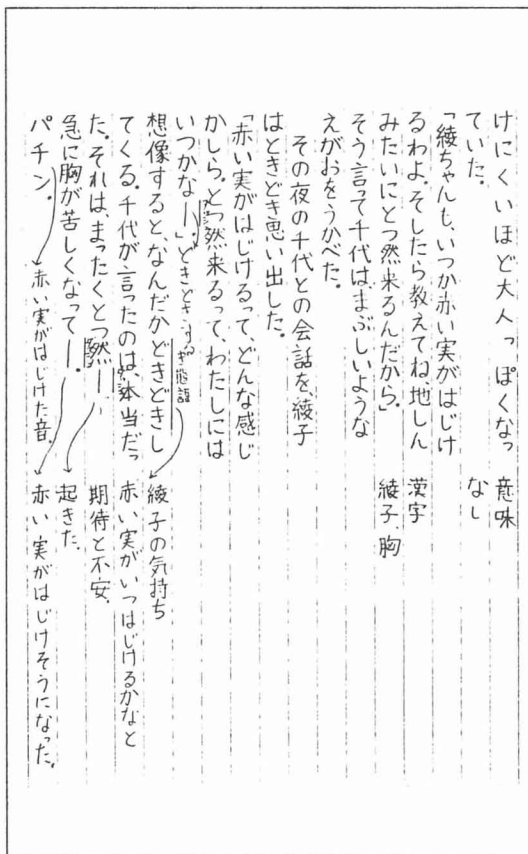 けにくいほど大人っぽくなっ
ていた。
「綾ちゃんも、いつか赤い実がはじけ
るわよ。そしたら教えてね、地しん
みたいにとつ然来るんだから。」
そう言って千代は、まぶしいような
えがおをうかべた。
その夜の千代との会話を、綾子
はときどき思い出した。
「赤い実がはじけるって、どんな感じ
かしら。とつ然来るって、わたしには
いつかな―。」
どきどき
ぎ態語
想像すると、なんだかどきどきし
てくる。千代が言ったのは、本当だっ
た。それは、まったくとつ然―、
急に胸が苦しくなって―。
パチン。
意味
なし
漢字
綾子、胸
綾子の気持ち
赤い実がいつはじけるかなと
期待と不安
起きた。
赤い実がはじけそうになった。
赤い実がはじけた音。